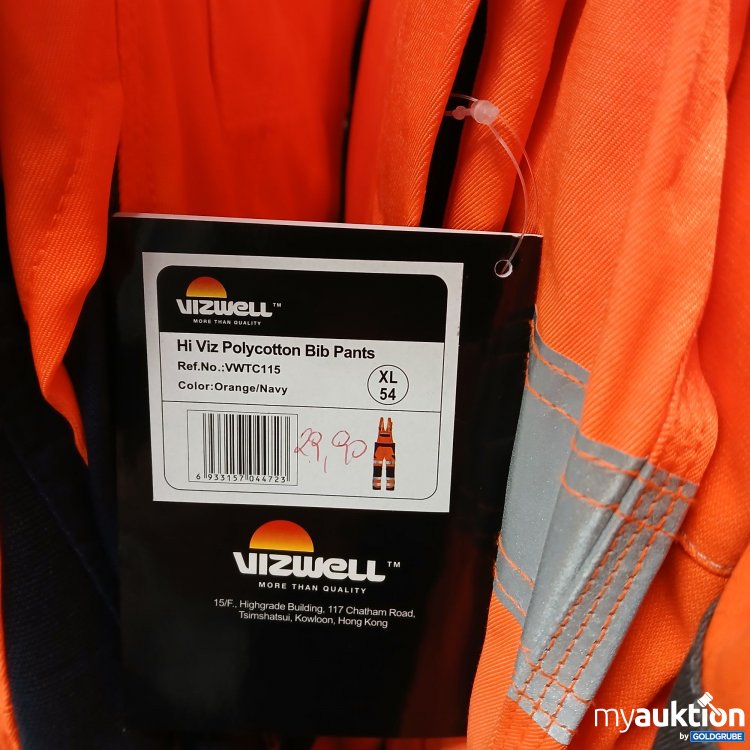 VIZWELL™
MORE THAN QUALITY
Hi Viz Polycotton Bib Pants
Ref.No.:VWTC115
Color:Orange/Navy
XL
54
29,90
6 933157 044723
VIZWELL™
MORE THAN QUALITY
15/F., Highgrade Building, 117 Chatham Road,
Tsimshatsui, Kowloon, Hong Kong
myauktion
by GOLDGRUBE